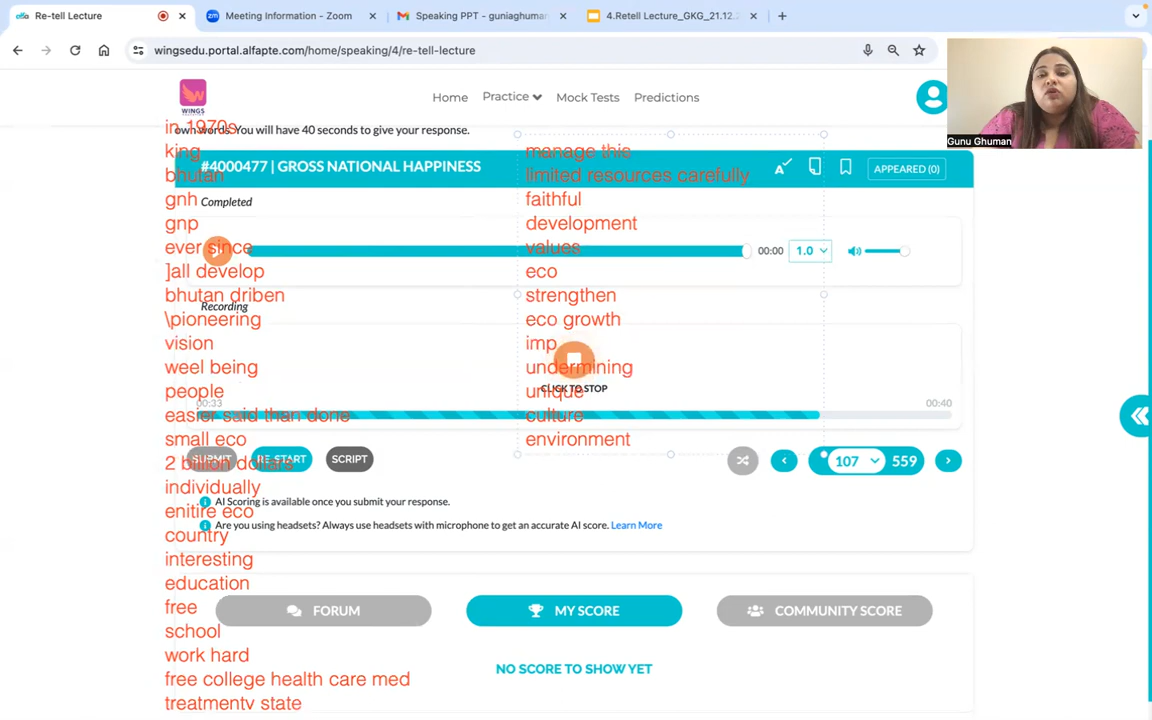 Re-tell Lecture
Meeting Information - Zoom
Speaking PPT - guniaghuman
4.Retell Lecture_GKG_21.12.2
wingsedu.portal.alfapte.com/home/speaking/4/re-tell-lecture
WINGS
Home
Practice
Mock Tests
Predictions
Gunu Ghuman
own words. You will have 40 seconds to give your response.
#4000477 | GROSS NATIONAL HAPPINESS
APPEARED (0)
Completed
00:00
1.0
Recording
CLICK TO STOP
00:33
00:40
SUBMIT
RE-START
SCRIPT
107
559
AI Scoring is available once you submit your response.
Are you using headsets? Always use headsets with microphone to get an accurate AI score. Learn More
FORUM
MY SCORE
COMMUNITY SCORE
NO SCORE TO SHOW YET
in 1970s
king
bhutan
gnh
gnp
ever since
]all develop
bhutan driben
\pioneering
vision
weel being
people
easier said than done
small eco
2 billion dollars
individually
enitire eco
country
interesting
education
free
school
work hard
free college health care med
treatmentv state
manage this
limited resources carefully
faithful
development
values
eco
strengthen
eco growth
imp
undermining
unique
culture
environment